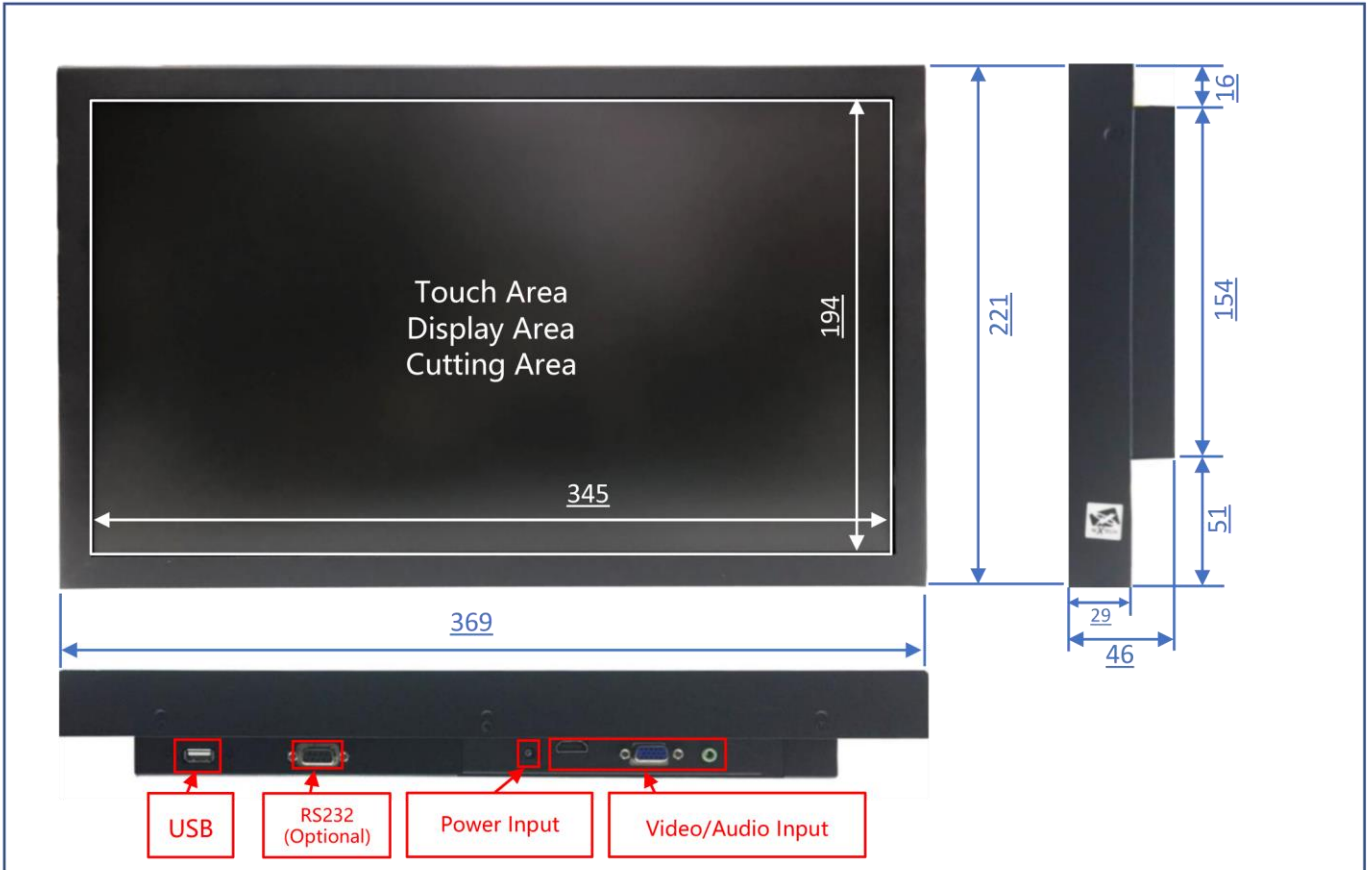 16
Touch Area
Display Area
Cutting Area
194
221
154
345
51
29
369
46
USB
RS232
(Optional)
Power Input
Video/Audio Input